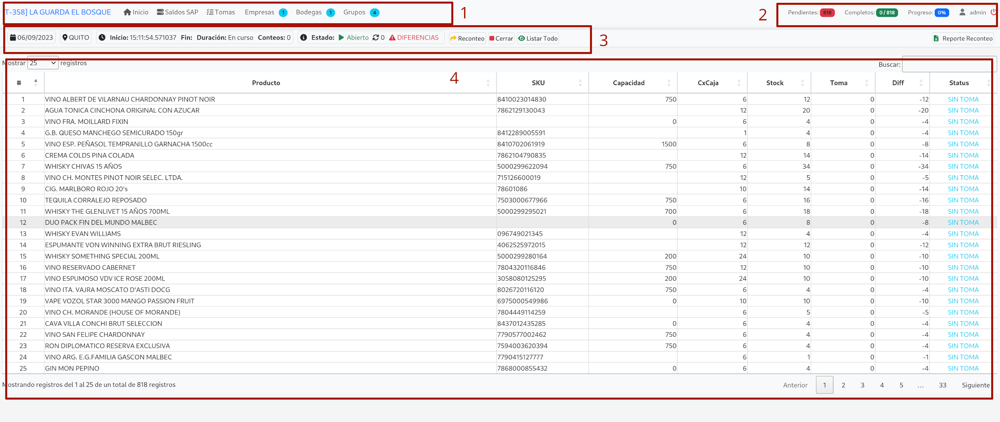 T-358] LA GUARDA EL BOSQUE Inicio Saldos SAP Tomas Empresas 1 Bodegas 1 Grupos 4 1 2 Pendientes: 818 Completos: 0 / 818 Progreso: 0% admin
06/09/2023 QUITO Inicio: 15:11:54.571037 Fin: Duración: En curso Conteos: 0 Estado: Abierto 0 DIFERENCIAS Reconteo Cerrar Listar Todo 3 Reporte Reconteo
Mostrar 25 registros Buscar:
4
# Producto SKU Capacidad CxCaja Stock Toma Diff Status
1 VINO ALBERT DE VILARNAU CHARDONNAY PINOT NOIR 8410023014830 750 6 12 0 -12 SIN TOMA
2 AGUA TONICA CINCHONA ORIGINAL CON AZUCAR 7862129130043 12 20 0 -20 SIN TOMA
3 VINO FRA. MOILLARD FIXIN 0 6 4 0 -4 SIN TOMA
4 G.B. QUESO MANCHEGO SEMICURADO 150gr 8412289005591 1 4 0 -4 SIN TOMA
5 VINO ESP. PEÑASOL TEMPRANILLO GARNACHA 1500cc 8410702061919 1500 6 8 0 -8 SIN TOMA
6 CREMA COLDS PINA COLADA 7862104790835 12 14 0 -14 SIN TOMA
7 WHISKY CHIVAS 15 AÑOS 5000299622094 750 6 34 0 -34 SIN TOMA
8 VINO CH. MONTES PINOT NOIR SELEC. LTDA. 715126600019 12 5 0 -5 SIN TOMA
9 CIG. MARLBORO ROJO 20's 78601086 10 14 0 -14 SIN TOMA
10 TEQUILA CORRALEJO REPOSADO 7503000677966 750 6 16 0 -16 SIN TOMA
11 WHISKY THE GLENLIVET 15 AÑOS 700ML 5000299295021 700 6 18 0 -18 SIN TOMA
12 DUO PACK FIN DEL MUNDO MALBEC 0 6 8 0 -8 SIN TOMA
13 WHISKY EVAN WILLIAMS 096749021345 12 4 0 -4 SIN TOMA
14 ESPUMANTE VON WINNING EXTRA BRUT RIESLING 4062525972015 12 12 0 -12 SIN TOMA
15 WHISKY SOMETHING SPECIAL 200ML 5000299280164 200 24 10 0 -10 SIN TOMA
16 VINO RESERVADO CABERNET 7804320116846 750 12 10 0 -10 SIN TOMA
17 VINO ESPUMOSO VDV ICE ROSE 200ML 3058080125295 200 24 10 0 -10 SIN TOMA
18 VINO ITA. VAJRA MOSCATO D'ASTI DOCG 8026720116120 750 6 4 0 -4 SIN TOMA
19 VAPE VOZOL STAR 3000 MANGO PASSION FRUIT 6975000549986 0 10 10 0 -10 SIN TOMA
20 VINO CH. MORANDE (HOUSE OF MORANDE) 7804449114259 6 5 0 -5 SIN TOMA
21 CAVA VILLA CONCHI BRUT SELECCION 8437012435285 0 6 4 0 -4 SIN TOMA
22 VINO SAN FELIPE CHARDONNAY 7790577002462 750 6 4 0 -4 SIN TOMA
23 RON DIPLOMATICO RESERVA EXCLUSIVA 7594003620394 750 6 4 0 -4 SIN TOMA
24 VINO ARG. E.G.FAMILIA GASCON MALBEC 7790415127777 6 1 0 -1 SIN TOMA
25 GIN MON PEPINO 7868000855432 0 6 4 0 -4 SIN TOMA
Mostrando registros del 1 al 25 de un total de 818 registros Anterior 1 2 3 4 5 ... 33 Siguiente